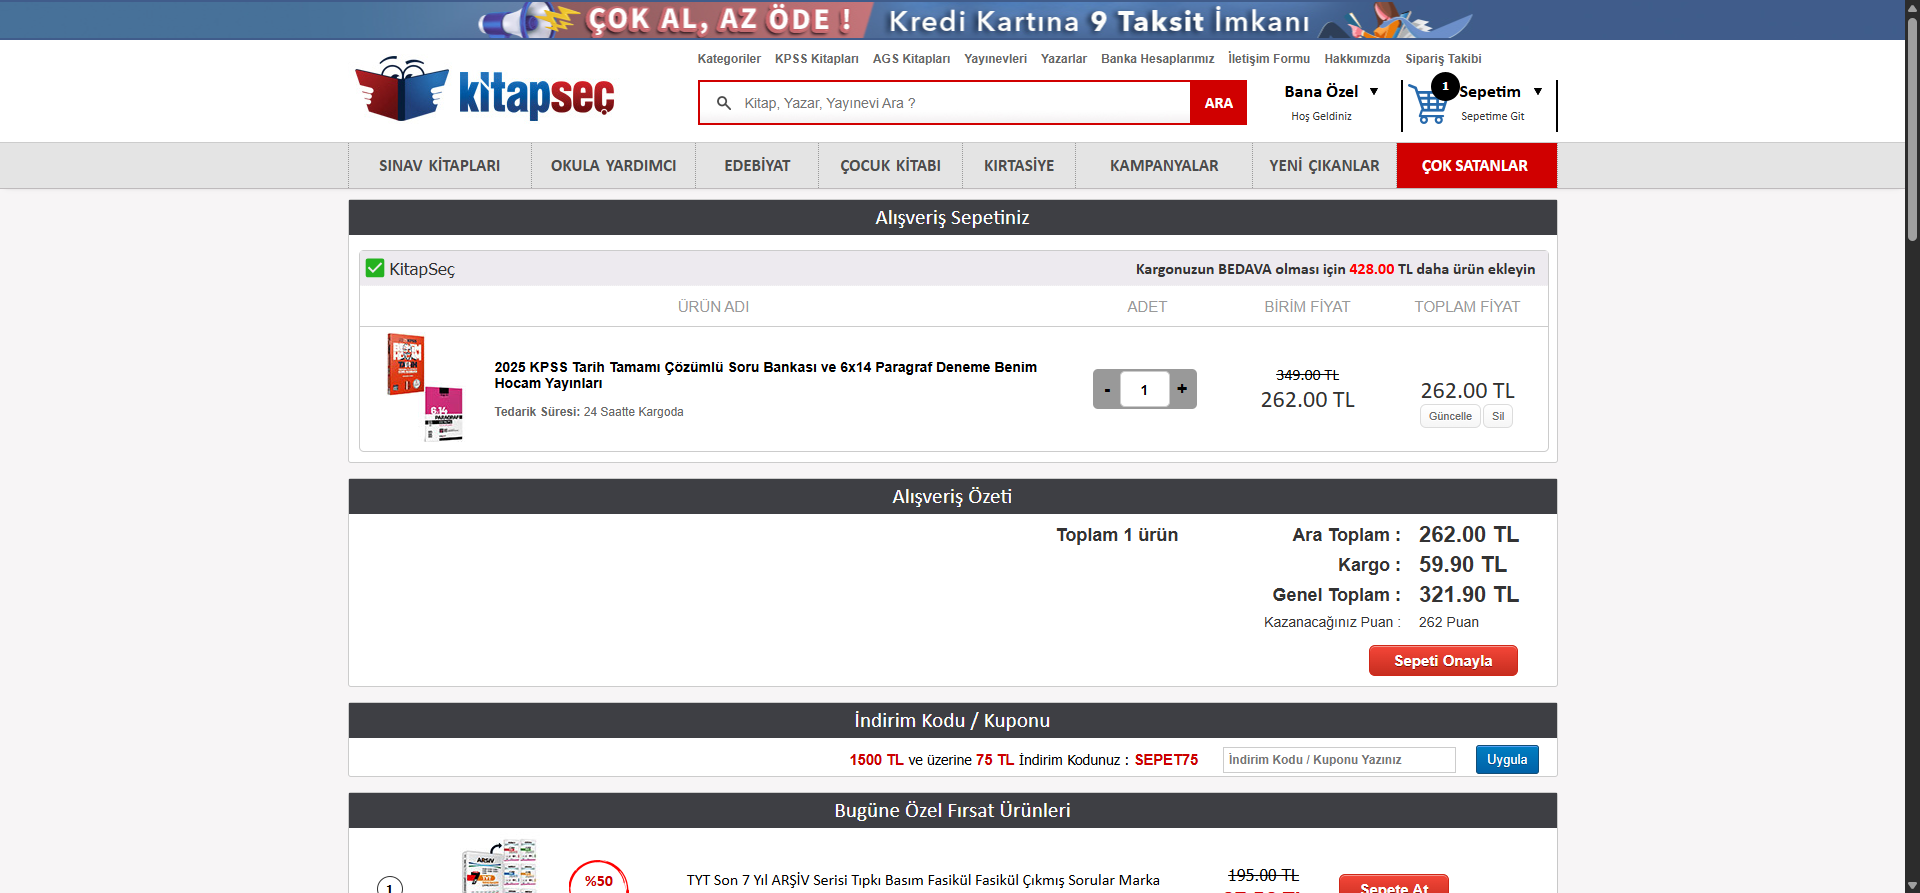 ÇOK AL, AZ ÖDE ! Kredi Kartına 9 Taksit İmkanı
Kategoriler KPSS Kitapları AGS Kitapları Yayınevleri Yazarlar Banka Hesaplarımız İletişim Formu Hakkımızda Sipariş Takibi
kitapseç
Kitap, Yazar, Yayınevi Ara ?
ARA
Bana Özel ▼
Hoş Geldiniz
1
Sepetim ▼
Sepetime Git
SINAV KİTAPLARI OKULA YARDIMCI EDEBİYAT ÇOCUK KİTABI KIRTASİYE KAMPANYALAR YENİ ÇIKANLAR ÇOK SATANLAR
Alışveriş Sepetiniz
KitapSeç
Kargonuzun BEDAVA olması için 428.00 TL daha ürün ekleyin
ÜRÜN ADI ADET BİRİM FİYAT TOPLAM FİYAT
2025 KPSS Tarih Tamamı Çözümlü Soru Bankası ve 6x14 Paragraf Deneme Benim
Hocam Yayınları
Tedarik Süresi: 24 Saatte Kargoda
- 1 +
349.00 TL
262.00 TL
262.00 TL
Güncelle Sil
Alışveriş Özeti
Toplam 1 ürün
Ara Toplam : 262.00 TL
Kargo : 59.90 TL
Genel Toplam : 321.90 TL
Kazanacağınız Puan : 262 Puan
Sepeti Onayla
İndirim Kodu / Kuponu
1500 TL ve üzerine 75 TL İndirim Kodunuz : SEPET75
İndirim Kodu / Kuponu Yazınız
Uygula
Bugüne Özel Fırsat Ürünleri
1
ARŞİV
%50
TYT Son 7 Yıl ARŞİV Serisi Tıpkı Basım Fasikül Fasikül Çıkmış Sorular Marka
195.00 TL
Sepete At